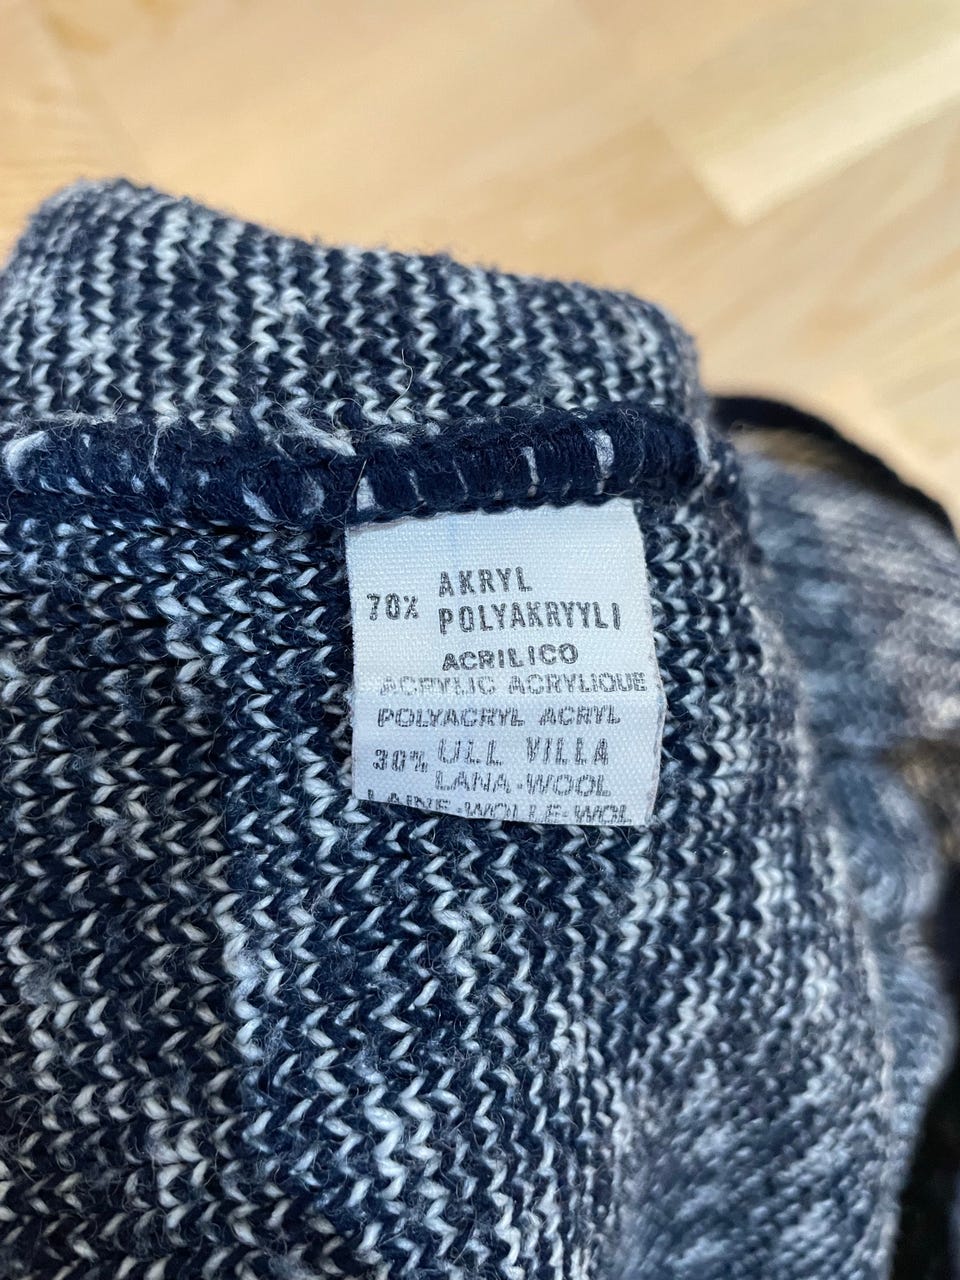 70% AKRYL
POLYAKRYYLI
ACRILICO
ACRYLIC ACRYLIQUE
POLYACRYL ACRYL
30% ULL VILLA
LANA-WOOL
LAINE-WOLLE-WOL